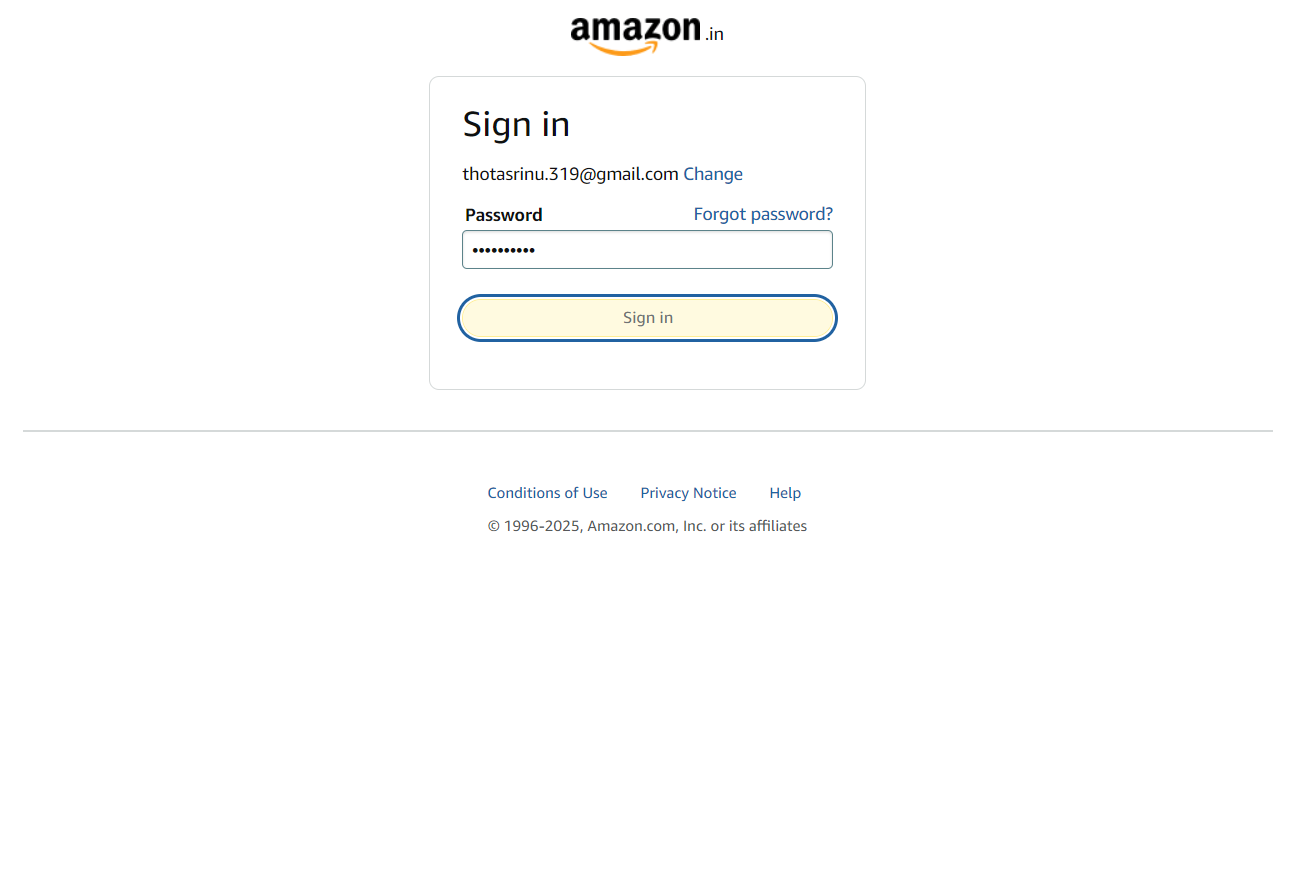 amazon.in
Sign in
thotasrinu.319@gmail.com Change
Password Forgot password?
••••••••••
Sign in
Conditions of Use Privacy Notice Help
© 1996-2025, Amazon.com, Inc. or its affiliates